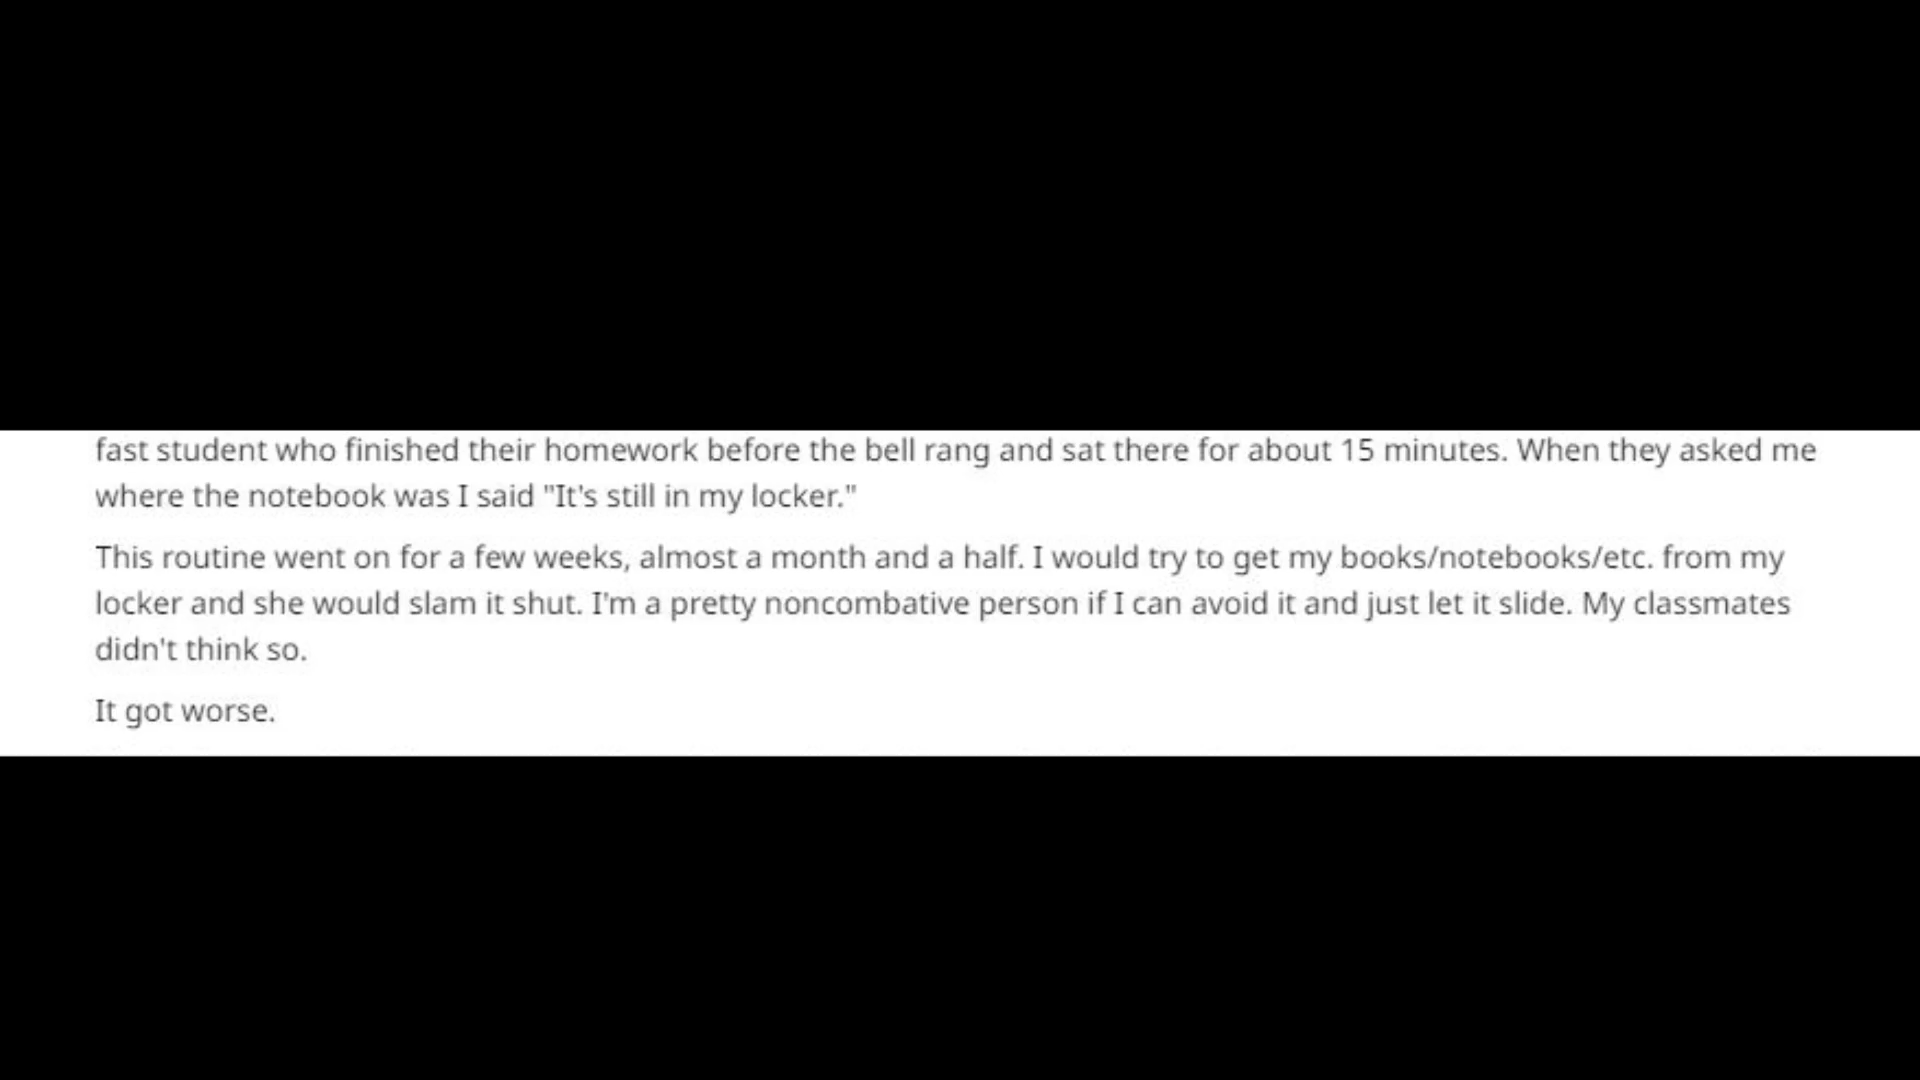 fast student who finished their homework before the bell rang and sat there for about 15 minutes. When they asked me
where the notebook was I said "It's still in my locker."
This routine went on for a few weeks, almost a month and a half. I would try to get my books/notebooks/etc. from my
locker and she would slam it shut. I'm a pretty noncombative person if I can avoid it and just let it slide. My classmates
didn't think so.
It got worse.